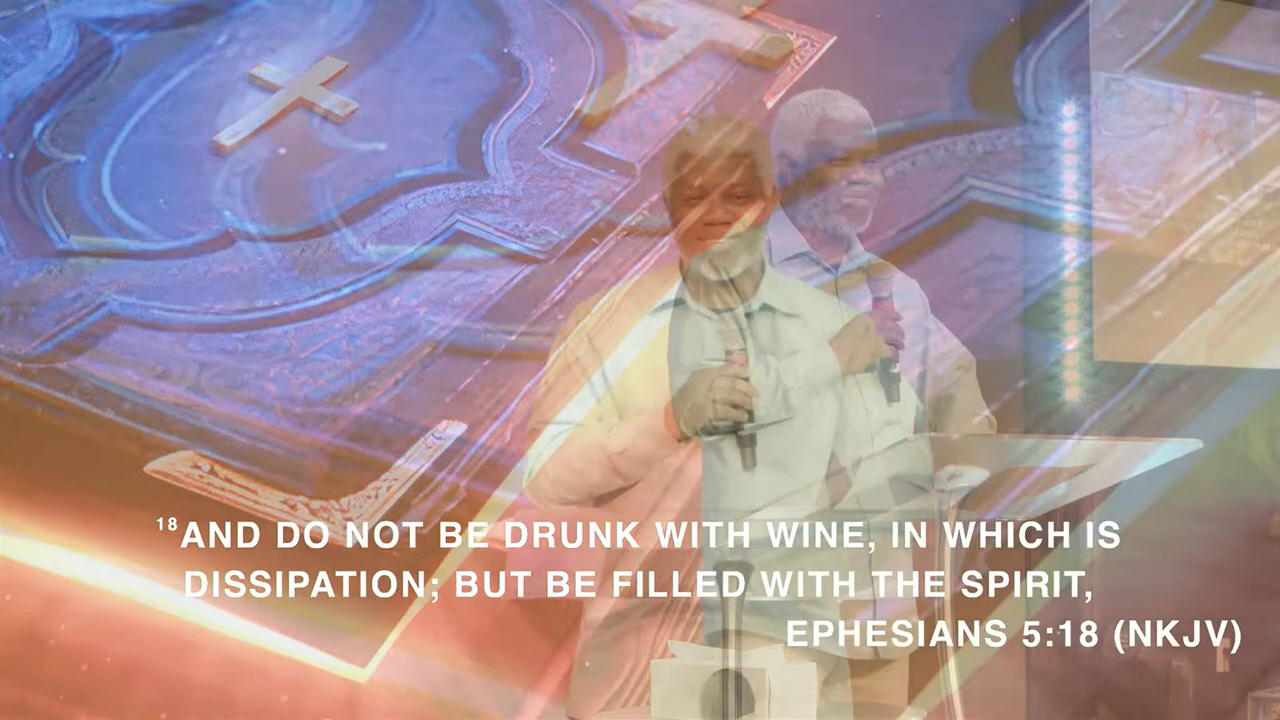 18AND DO NOT BE DRUNK WITH WINE, IN WHICH IS
DISSIPATION; BUT BE FILLED WITH THE SPIRIT,
EPHESIANS 5:18 (NKJV)